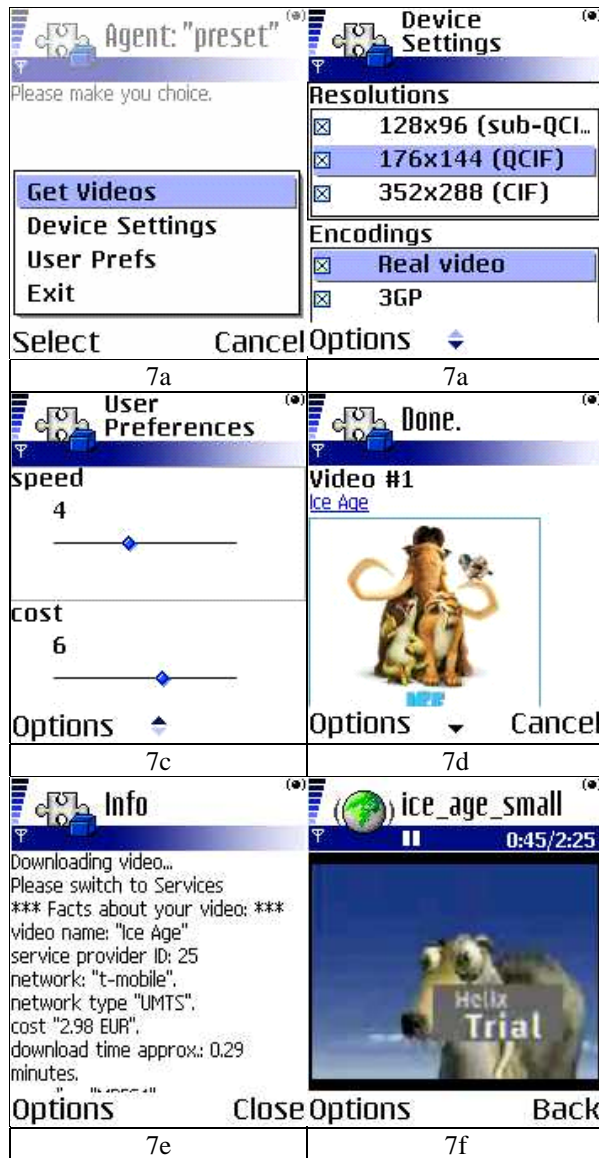 Agent: "preset"
Please make you choice.
Get Videos
Device Settings
User Prefs
Exit
Select Cancel
7a
Device
Settings
Resolutions
128x96 (sub-QCI...
176x144 (QCIF)
352x288 (CIF)
Encodings
Real video
3GP
Options
7a
User
Preferences
speed
4
cost
6
Options
7c
Done.
Video #1
Ice Age
Options Cancel
7d
Info
Downloading video...
Please switch to Services
*** Facts about your video: ***
video name: "Ice Age"
service provider ID: 25
network: "t-mobile".
network type "UMTS".
cost "2.98 EUR".
download time approx.: 0.29
minutes.
Options Close
7e
ice_age_small
0:45/2:25
Helix
Trial
Options Back
7f